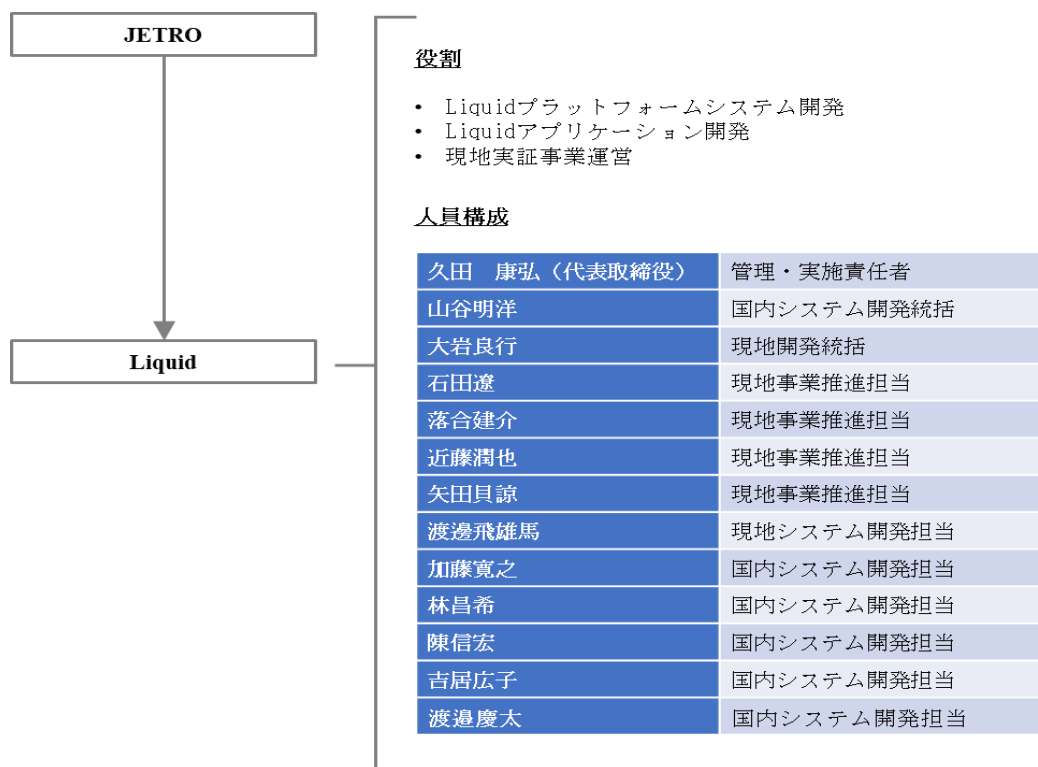 JETRO
Liquid
役割
• Liquidプラットフォームシステム開発
• Liquidアプリケーション開発
• 現地実証事業運営
人員構成
久田　康弘（代表取締役） 管理・実施責任者
山谷明洋 国内システム開発統括
大岩良行 現地開発統括
石田遼 現地事業推進担当
落合建介 現地事業推進担当
近藤潤也 現地事業推進担当
矢田貝諒 現地事業推進担当
渡邊飛雄馬 現地システム開発担当
加藤寛之 国内システム開発担当
林昌希 国内システム開発担当
陳信宏 国内システム開発担当
吉居広子 国内システム開発担当
渡邉慶太 国内システム開発担当